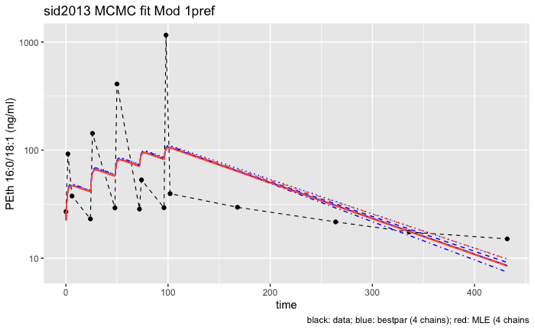 sid2013 MCMC fit Mod 1pref
PEth 16:0/18:1 (ng/ml)
1000
100
10
0
100
200
300
400
time
black: data; blue: bestpar (4 chains); red: MLE (4 chains